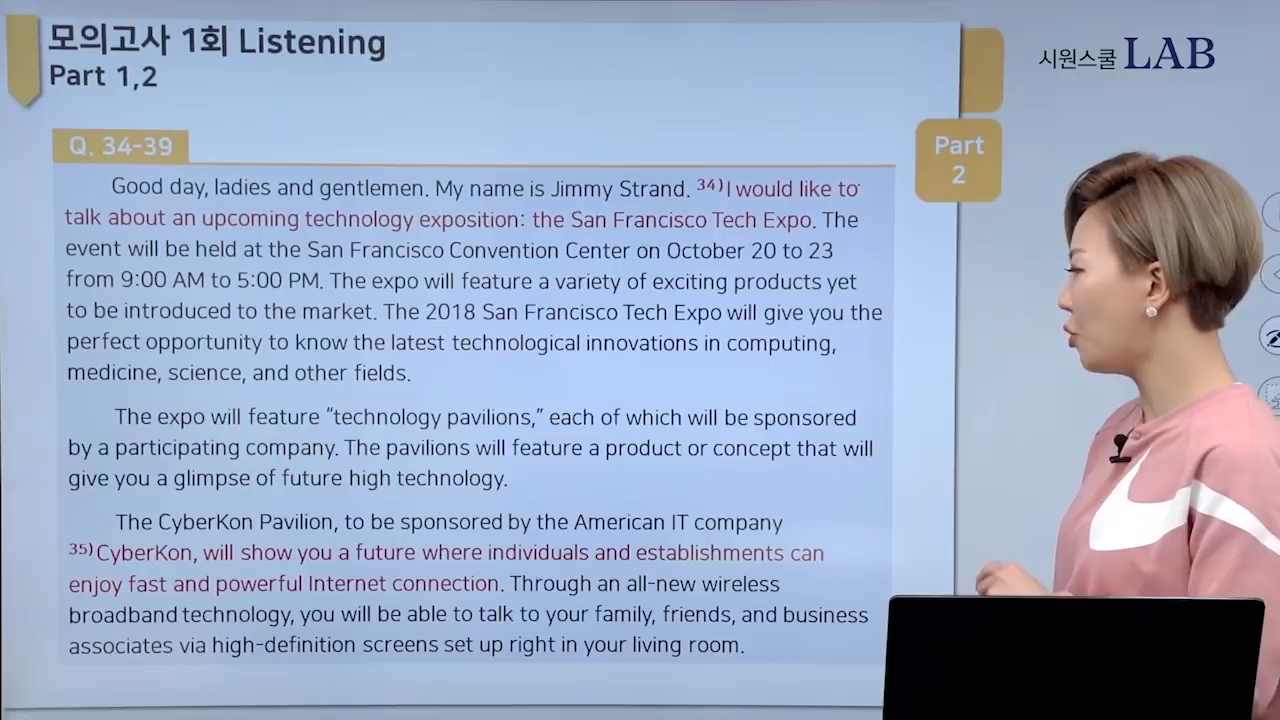 모의고사 1회 Listening
Part 1,2
시원스쿨 LAB
Part
2
Q. 34-39
Good day, ladies and gentlemen. My name is Jimmy Strand. 34) I would like to
talk about an upcoming technology exposition: the San Francisco Tech Expo. The
event will be held at the San Francisco Convention Center on October 20 to 23
from 9:00 AM to 5:00 PM. The expo will feature a variety of exciting products yet
to be introduced to the market. The 2018 San Francisco Tech Expo will give you the
perfect opportunity to know the latest technological innovations in computing,
medicine, science, and other fields.
The expo will feature “technology pavilions,” each of which will be sponsored
by a participating company. The pavilions will feature a product or concept that will
give you a glimpse of future high technology.
The CyberKon Pavilion, to be sponsored by the American IT company
35) CyberKon, will show you a future where individuals and establishments can
enjoy fast and powerful Internet connection. Through an all-new wireless
broadband technology, you will be able to talk to your family, friends, and business
associates via high-definition screens set up right in your living room.